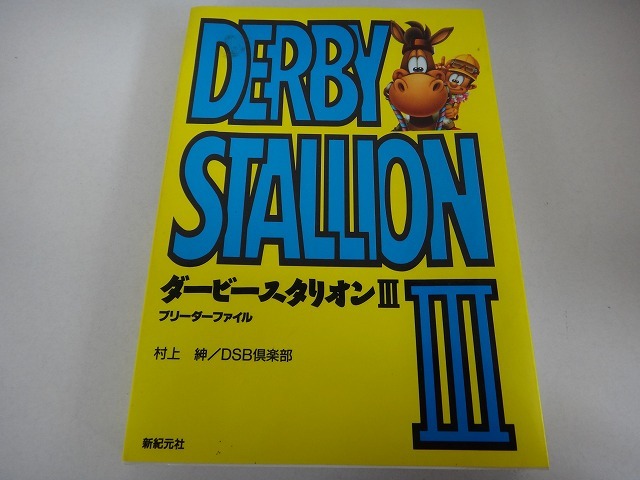 DERBY
STALLION
ダービースタリオンIII
ブリーダーファイル
III
村上 紳／DSB倶楽部
新紀元社